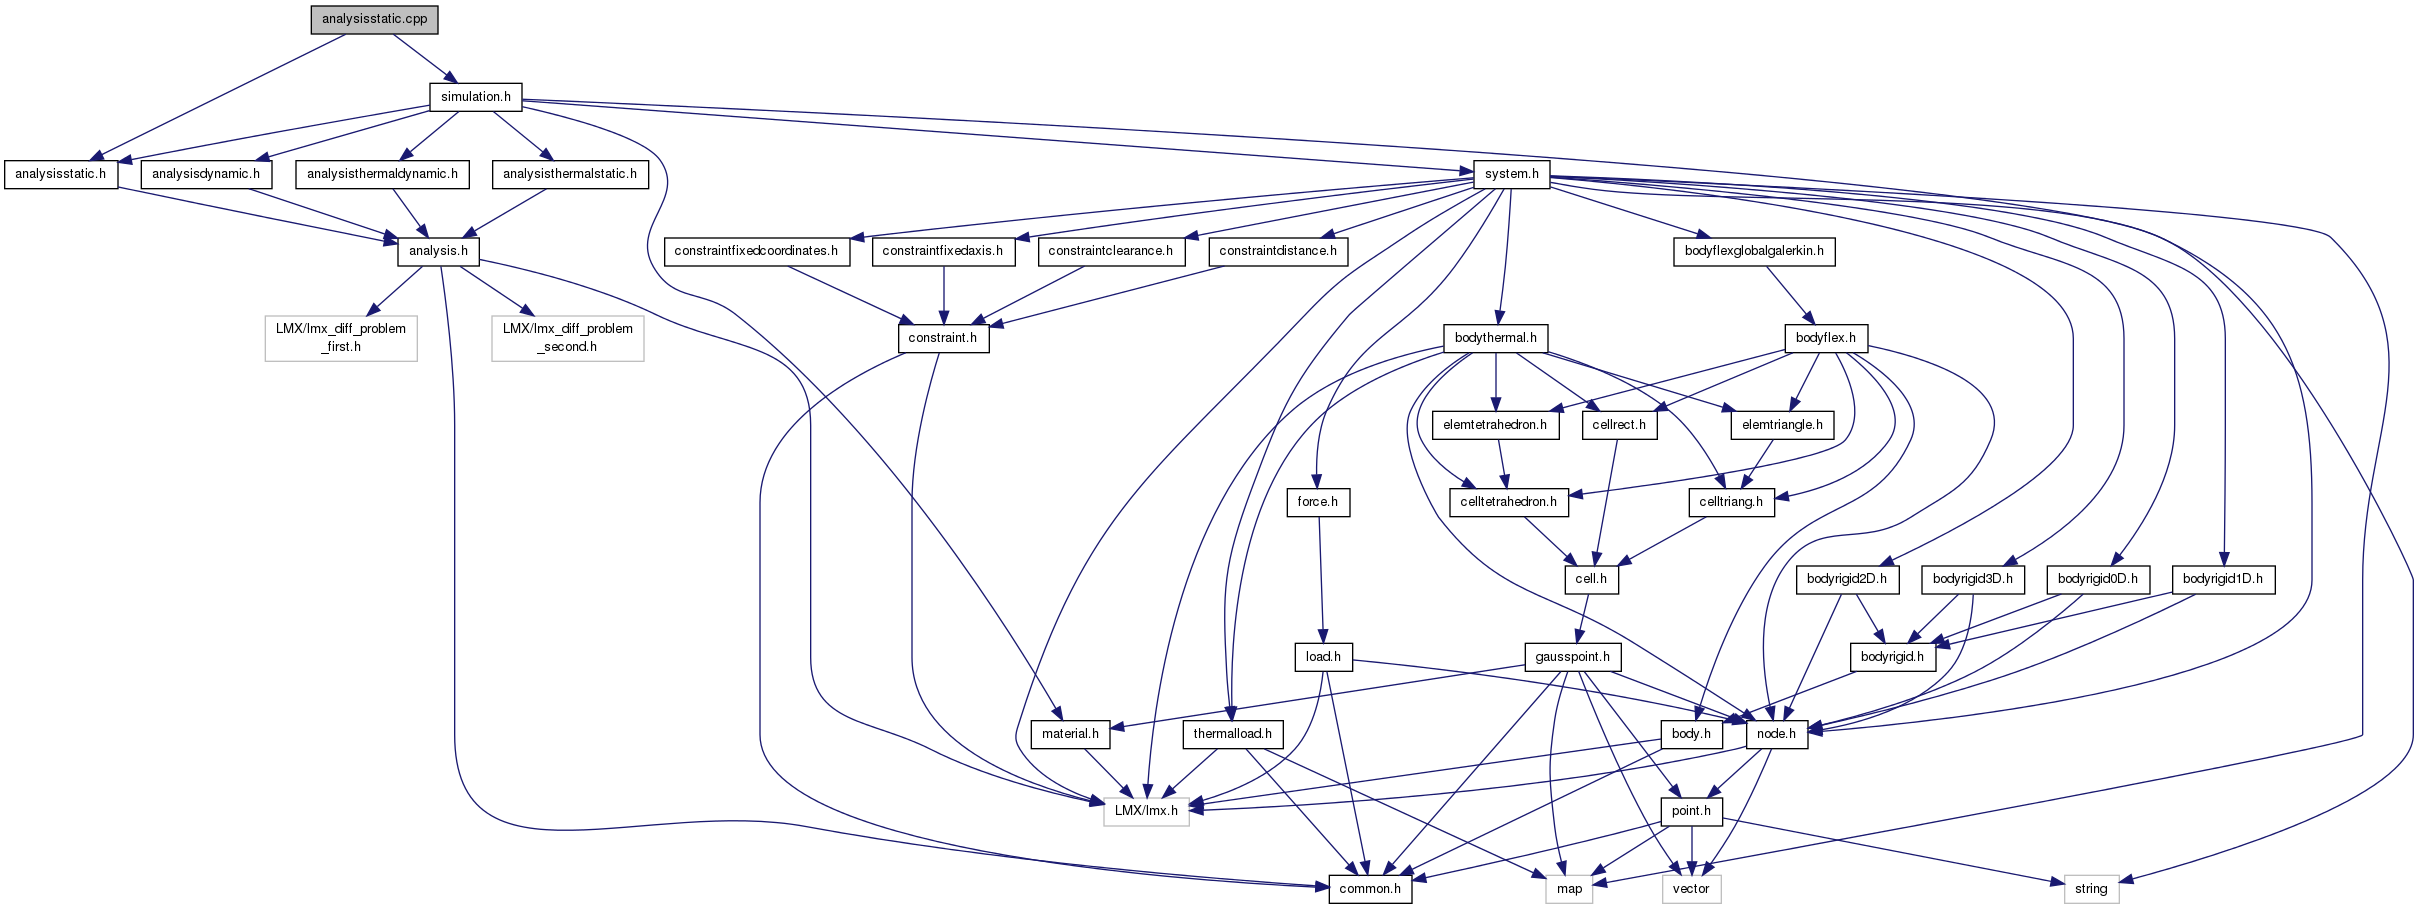 analysisstatic.cpp
simulation.h
analysisstatic.h
analysisdynamic.h
analysisthermaldynamic.h
analysisthermalstatic.h
system.h
analysis.h
constraintfixedcoordinates.h
constraintfixedaxis.h
constraintclearance.h
constraintdistance.h
bodyflexglobalgalerkin.h
LMX/lmx_diff_problem
_first.h
LMX/lmx_diff_problem
_second.h
constraint.h
bodythermal.h
bodyflex.h
elemtetrahedron.h
cellrect.h
elemtriangle.h
force.h
celltetrahedron.h
celltriang.h
cell.h
bodyrigid2D.h
bodyrigid3D.h
bodyrigid0D.h
bodyrigid1D.h
load.h
gausspoint.h
bodyrigid.h
material.h
thermalload.h
body.h
node.h
LMX/lmx.h
point.h
common.h
map
vector
string